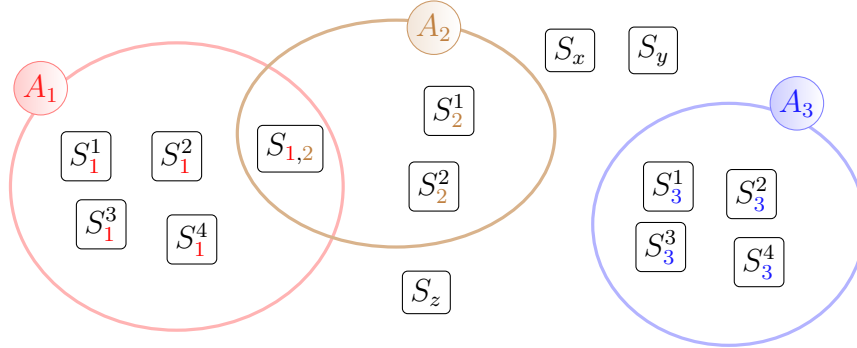 A_1
S_1^1
S_1^2
S_1^3
S_1^4
S_{1,2}
A_2
S_2^1
S_2^2
S_z
S_x
S_y
A_3
S_3^1
S_3^2
S_3^3
S_3^4